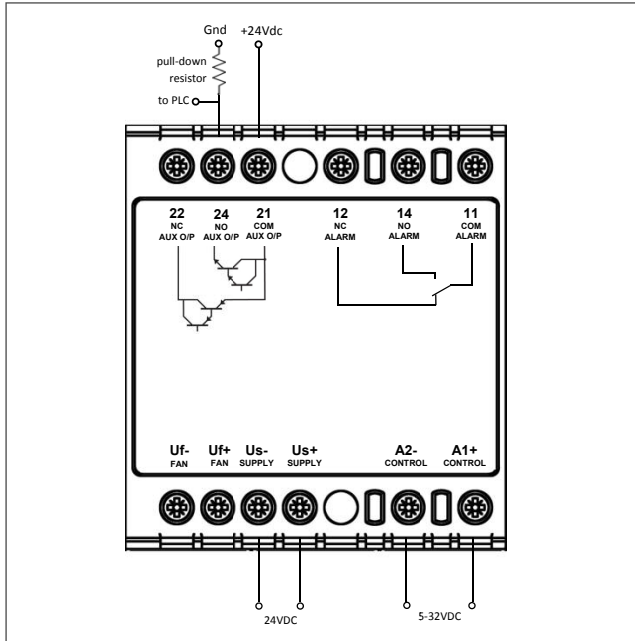 Gnd +24Vdc
pull-down
resistor
to PLC
22 24 21 12 14 11
NC NO COM NC NO COM
AUX O/P AUX O/P AUX O/P ALARM ALARM ALARM
Uf- Uf+ Us- Us+ A2- A1+
FAN FAN SUPPLY SUPPLY CONTROL CONTROL
24VDC 5-32VDC